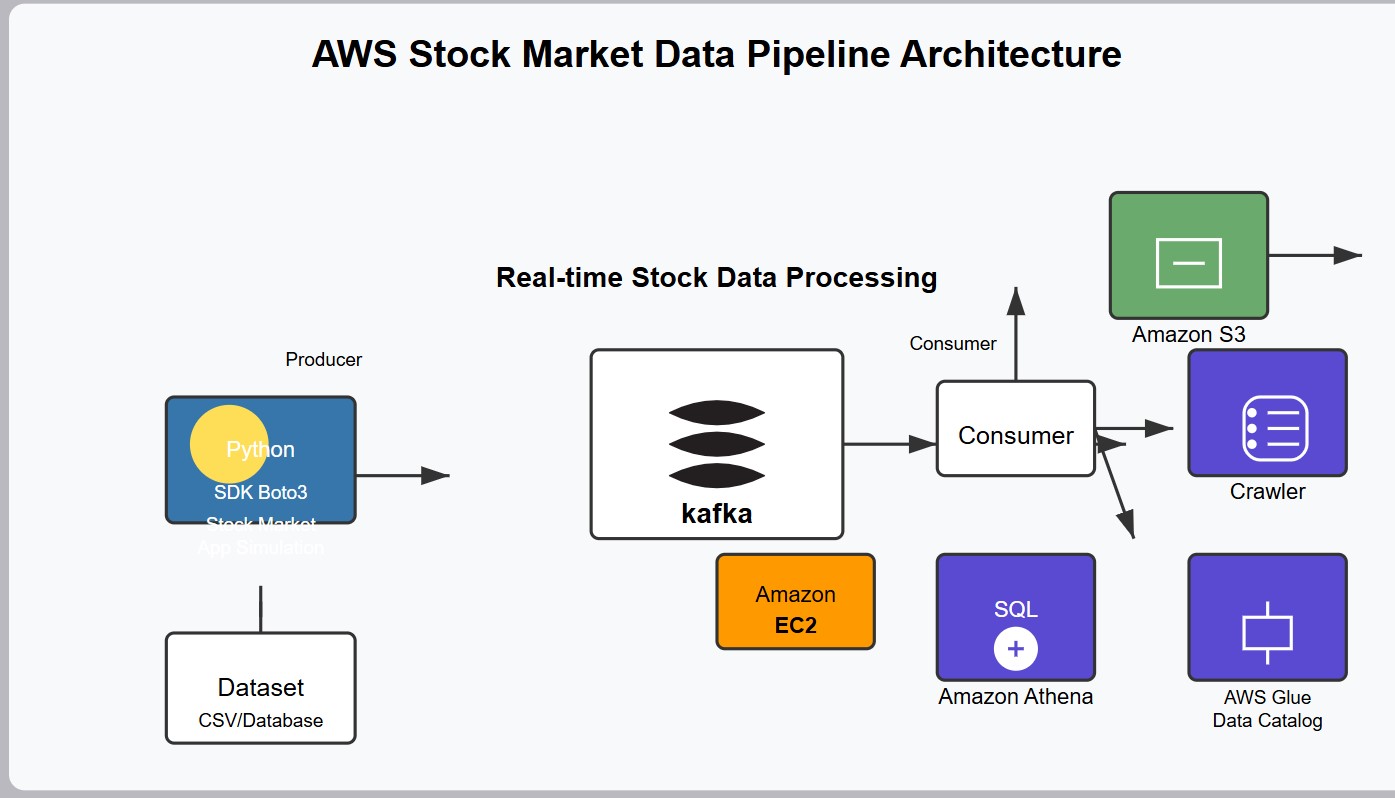 AWS Stock Market Data Pipeline Architecture
Real-time Stock Data Processing
Producer
Python
SDK Boto3
Stock Market
App Simulation
Dataset
CSV/Database
kafka
Amazon
EC2
Consumer
Consumer
Amazon S3
Crawler
SQL
Amazon Athena
AWS Glue
Data Catalog